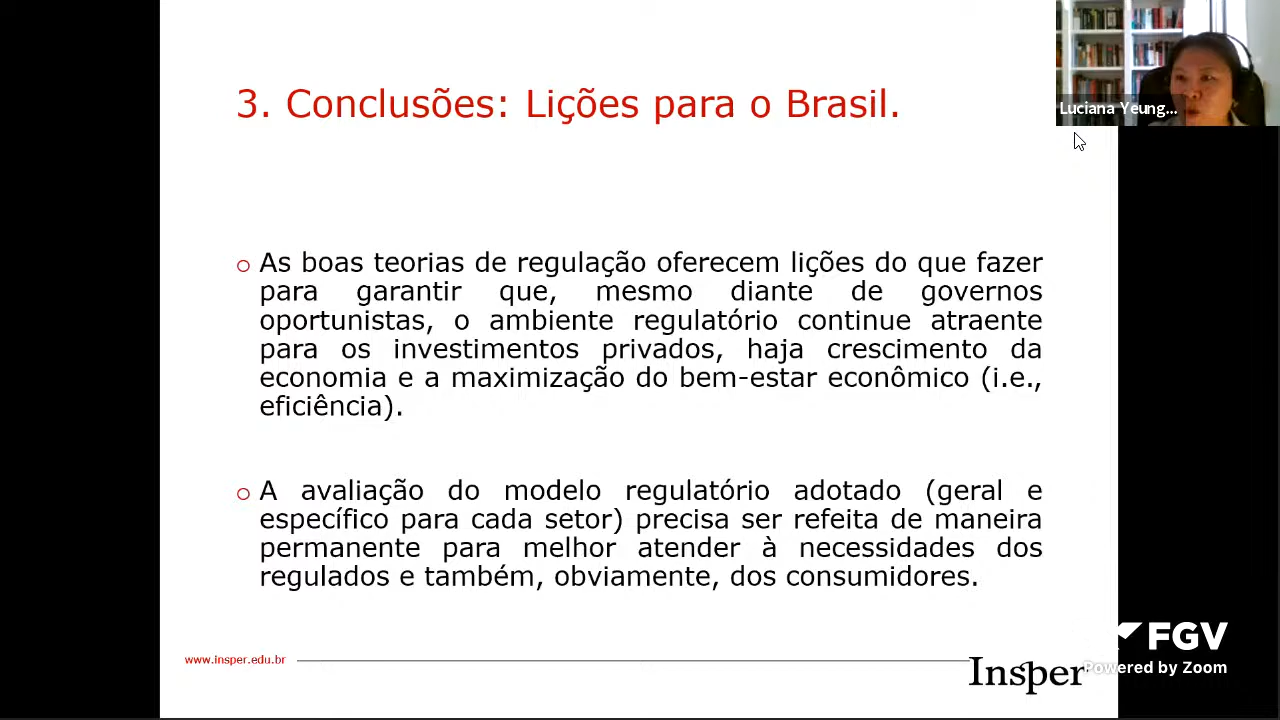 3. Conclusões: Lições para o Brasil.
Luciana Yeung...
o As boas teorias de regulação oferecem lições do que fazer
para garantir que, mesmo diante de governos
oportunistas, o ambiente regulatório continue atraente
para os investimentos privados, haja crescimento da
economia e a maximização do bem-estar econômico (i.e.,
eficiência).
o A avaliação do modelo regulatório adotado (geral e
específico para cada setor) precisa ser refeita de maneira
permanente para melhor atender à necessidades dos
regulados e também, obviamente, dos consumidores.
www.insper.edu.br
Insper
FGV
Powered by Zoom